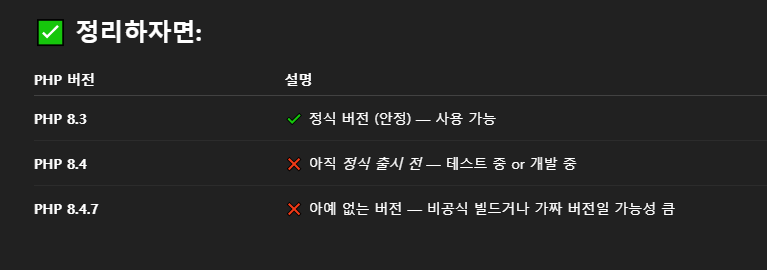 ✅ 정리하자면:
PHP 버전 설명
PHP 8.3 ✓ 정식 버전 (안정) — 사용 가능
PHP 8.4 ✕ 아직 정식 출시 전 — 테스트 중 or 개발 중
PHP 8.4.7 ✕ 아예 없는 버전 — 비공식 빌드거나 가짜 버전일 가능성 큼